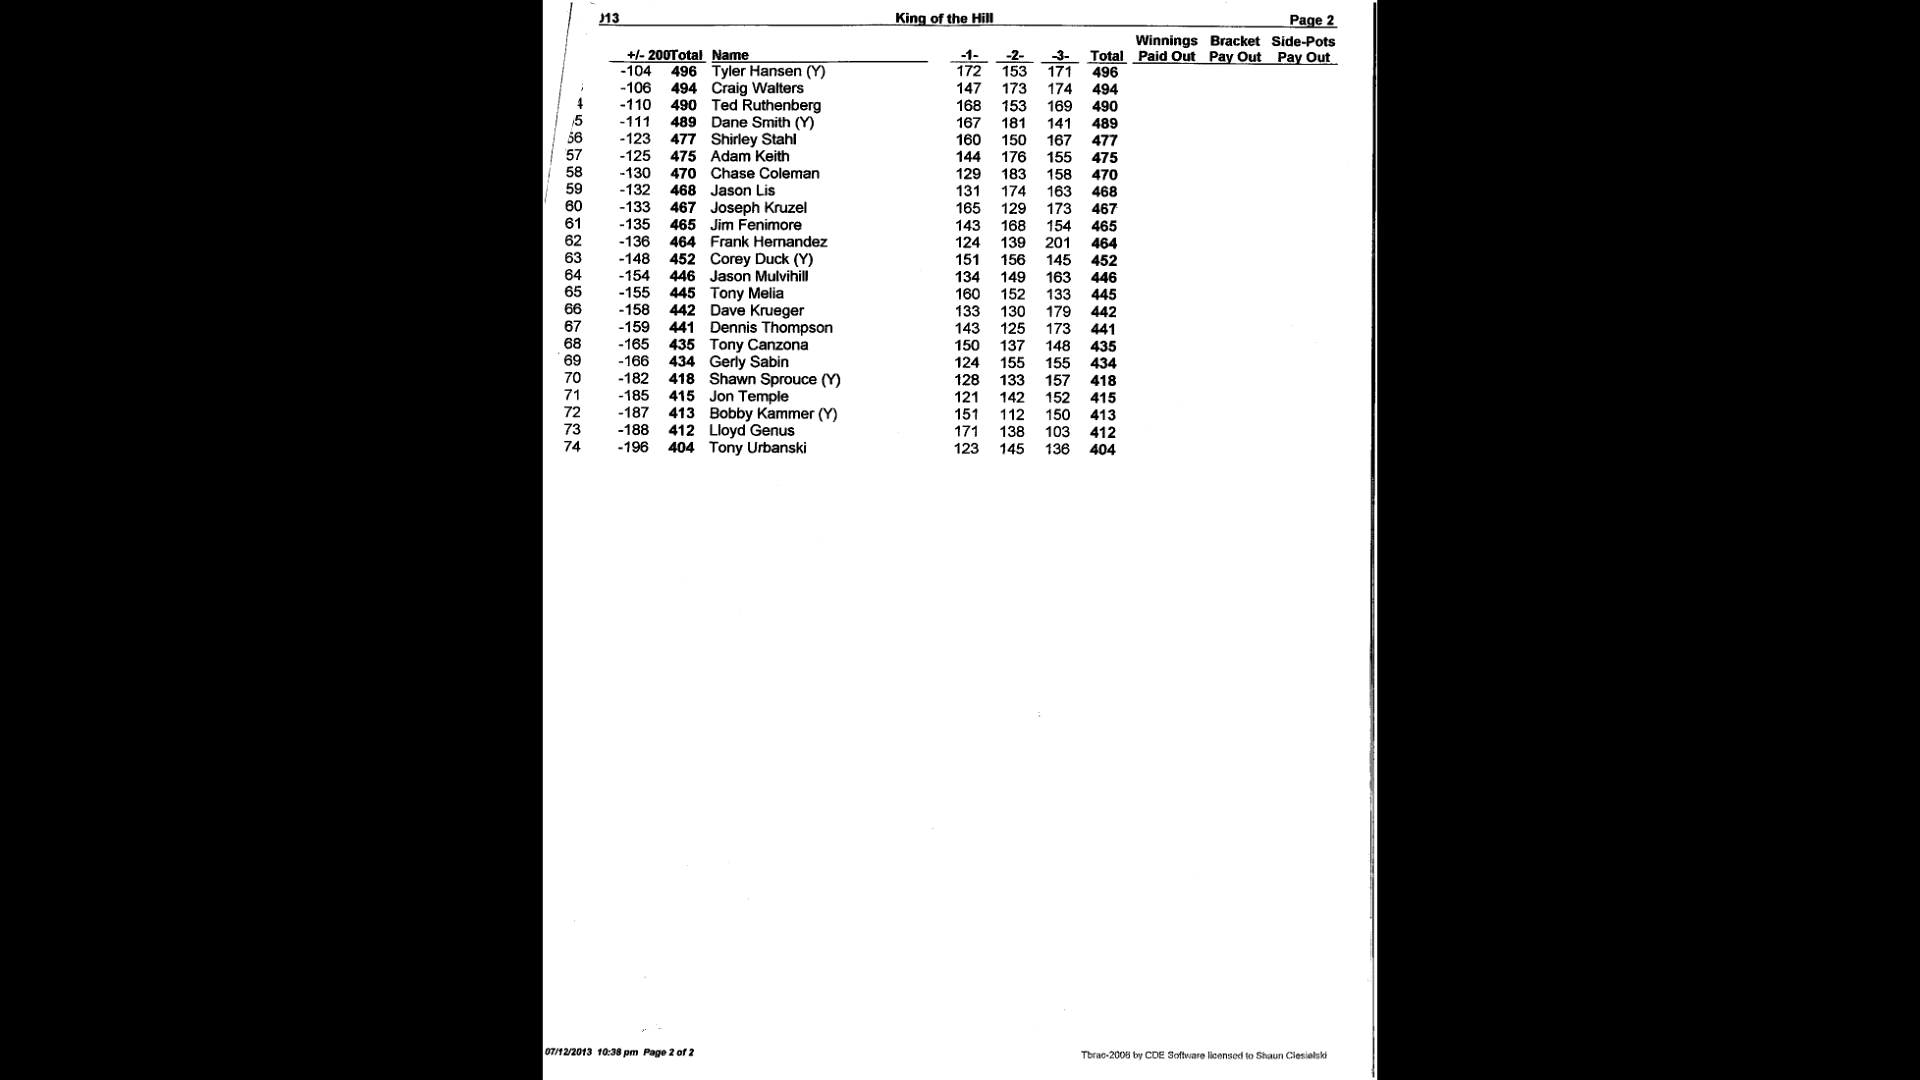 )13 King of the Hill Page 2
Winnings Bracket Side-Pots
+/- 200 Total Name -1- -2- -3- Total Paid Out Pay Out Pay Out
-104 496 Tyler Hansen (Y) 172 153 171 496
-106 494 Craig Walters 147 173 174 494
4 -110 490 Ted Ruthenberg 168 153 169 490
5 -111 489 Dane Smith (Y) 167 181 141 489
56 -123 477 Shirley Stahl 160 150 167 477
57 -125 475 Adam Keith 144 176 155 475
58 -130 470 Chase Coleman 129 183 158 470
59 -132 468 Jason Lis 131 174 163 468
60 -133 467 Joseph Kruzel 165 129 173 467
61 -135 465 Jim Fenimore 143 168 154 465
62 -136 464 Frank Hernandez 124 139 201 464
63 -148 452 Corey Duck (Y) 151 156 145 452
64 -154 446 Jason Mulvihill 134 149 163 446
65 -155 445 Tony Melia 160 152 133 445
66 -158 442 Dave Krueger 133 130 179 442
67 -159 441 Dennis Thompson 143 125 173 441
68 -165 435 Tony Canzona 150 137 148 435
69 -166 434 Gerly Sabin 124 155 155 434
70 -182 418 Shawn Sprouce (Y) 128 133 157 418
71 -185 415 Jon Temple 121 142 152 415
72 -187 413 Bobby Kammer (Y) 151 112 150 413
73 -188 412 Lloyd Genus 171 138 103 412
74 -196 404 Tony Urbanski 123 145 136 404
07/12/2013 10:38 pm Page 2 of 2 Tbrac-2006 by CDE Software licensed to Shaun Ciesielski